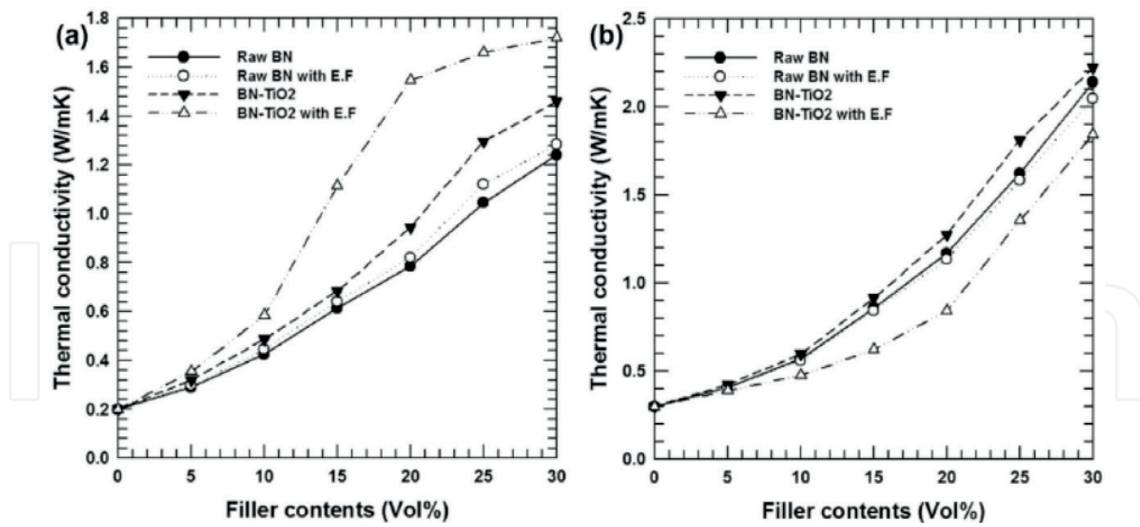 (a)
Raw BN
Raw BN with E.F
BN-TiO2
BN-TiO2 with E.F
Thermal conductivity (W/mK)
1.8
1.6
1.4
1.2
1.0
0.8
0.6
0.4
0.2
0.0
0 5 10 15 20 25 30
Filler contents (Vol%)
(b)
Raw BN
Raw BN with E.F
BN-TiO2
BN-TiO2 with E.F
Thermal conductivity (W/mK)
2.5
2.0
1.5
1.0
0.5
0.0
0 5 10 15 20 25 30
Filler contents (Vol%)